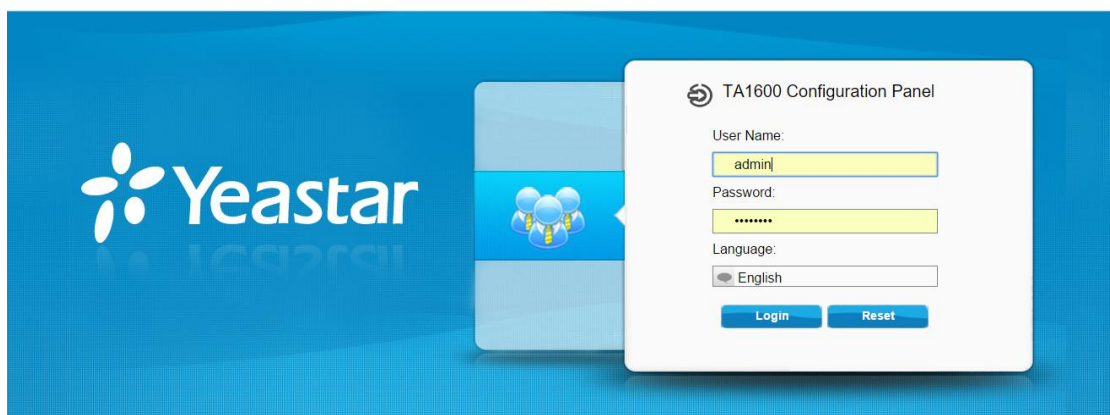 Yeastar
TA1600 Configuration Panel
User Name:
admin
Password:
••••••••
Language:
English
Login Reset